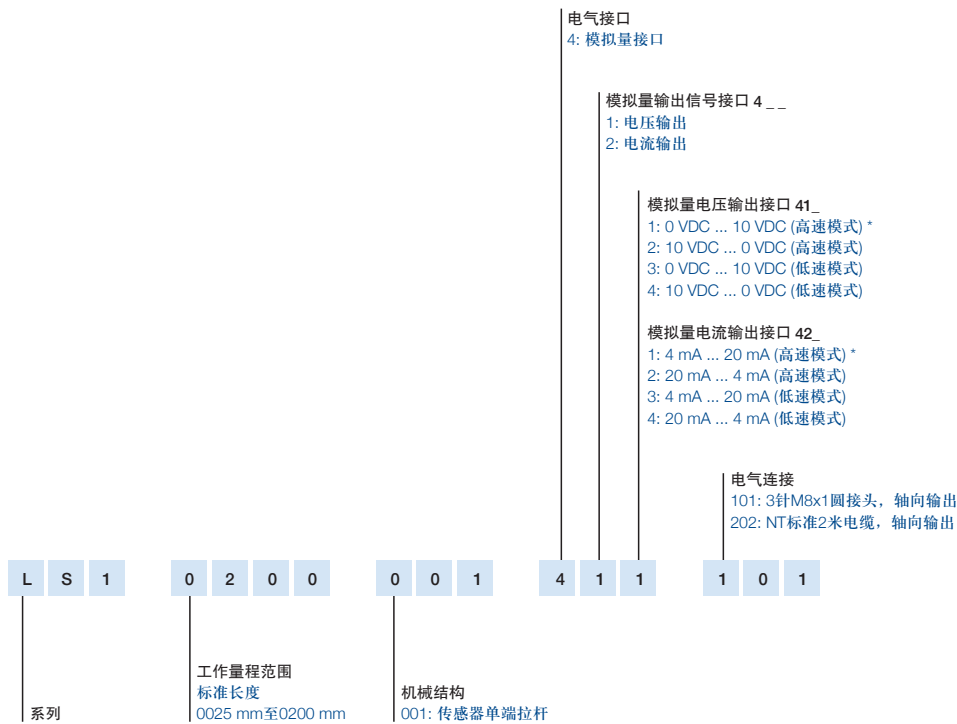 电气接口
4: 模拟量接口
模拟量输出信号接口 4 _ _
1: 电压输出
2: 电流输出
模拟量电压输出接口 41_
1: 0 VDC ... 10 VDC (高速模式) *
2: 10 VDC ... 0 VDC (高速模式)
3: 0 VDC ... 10 VDC (低速模式)
4: 10 VDC ... 0 VDC (低速模式)
模拟量电流输出接口 42_
1: 4 mA ... 20 mA (高速模式) *
2: 20 mA ... 4 mA (高速模式)
3: 4 mA ... 20 mA (低速模式)
4: 20 mA ... 4 mA (低速模式)
电气连接
101: 3针M8x1圆接头，轴向输出
202: NT标准2米电缆，轴向输出
L S 1 0 2 0 0 0 0 1 4 1 1 1 0 1
系列
工作量程范围
标准长度
0025 mm至0200 mm
机械结构
001: 传感器单端拉杆